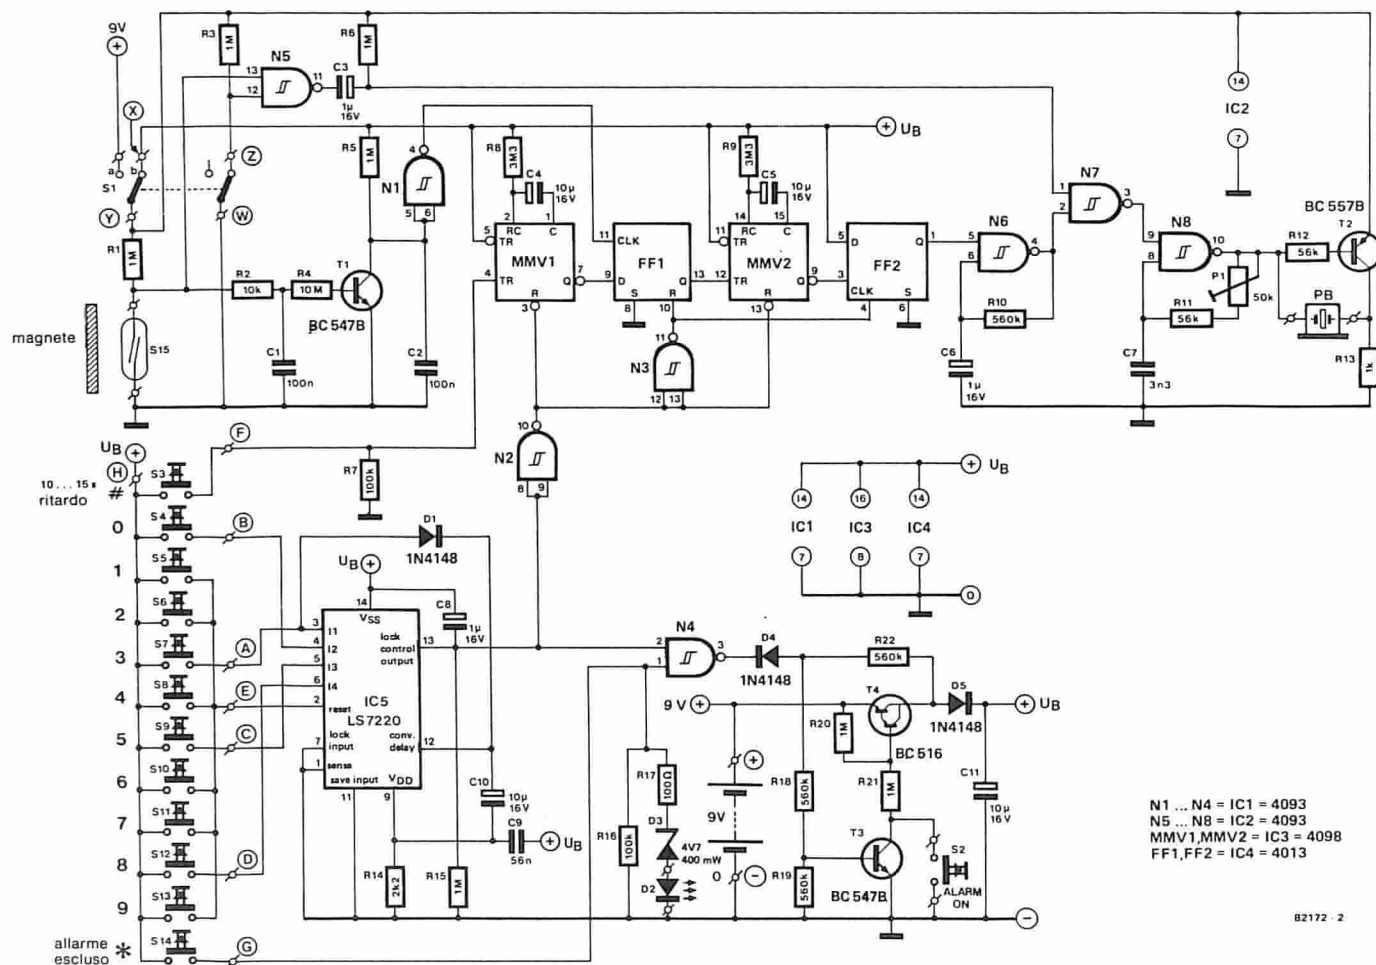 9V
R3
1M
N5
13
12
11
C3
1µ
16V
R6
1M
14
IC2
7
X
a
b
S1
Y
Z
W
R5
1M
4
N1
5
6
R8
3M3
C4
10µ
16V
R9
3M3
C5
10µ
16V
UB
2
1
RC
C
5
TR
MMV1
4
TR
Q
7
R
3
11
CLK
FF1
9
D
Q
13
S
R
8
10
14
15
RC
C
11
TR
MMV2
12
TR
Q
9
R
13
5
D
Q
1
FF2
3
CLK
S
4
6
N6
5
6
4
R10
560k
C6
1µ
16V
N7
1
2
3
N8
9
8
10
R11
56k
P1
50k
C7
3n3
R12
56k
BC 557B
T2
PB
R13
1k
R1
1M
R2
10k
R4
10M
T1
BC 547B
C1
100n
C2
100n
magnete
S15
11
N3
12
13
10
N2
8
9
UB
H
10 . . . 15 s
ritardo
#
S3
F
R7
100k
0
S4
B
1
S5
2
S6
3
S7
A
4
S8
E
5
S9
C
6
S10
7
S11
8
S12
D
9
S13
allarme
escluso
*
S14
G
D1
1N4148
UB
14
VSS
3
I1
4
I2
5
I3
6
I4
2
reset
7
lock
input
1
sense
save input
11
lock
control
output
13
IC5
LS7220
conv.
delay
12
VDD
9
C8
1µ
16V
C10
10µ
16V
C9
56n
UB
R14
2k2
R15
1M
14
16
14
UB
IC1
IC3
IC4
7
8
7
0
N4
2
1
3
D4
1N4148
R22
560k
9 V
T4
R20
1M
BC 516
D5
1N4148
UB
R16
100k
R17
100Ω
D3
4V7
400 mW
D2
9V
0
R18
560k
R19
560k
R21
1M
T3
BC 547B
S2
ALARM
ON
C11
10µ
16V
N1 ... N4 = IC1 = 4093
N5 ... N8 = IC2 = 4093
MMV1,MMV2 = IC3 = 4098
FF1,FF2 = IC4 = 4013
82172 - 2